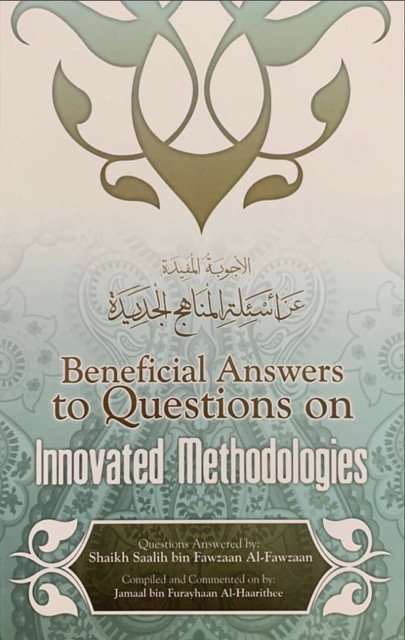 الأجوبة المفيدة
عن أسئلة المناهج الجديدة
Beneficial Answers
to Questions on
Innovated Methodologies
Questions Answered by:
Shaikh Saalih bin Fawzaan Al-Fawzaan
Compiled and Commented on by:
Jamaal bin Furayhaan Al-Haarithee